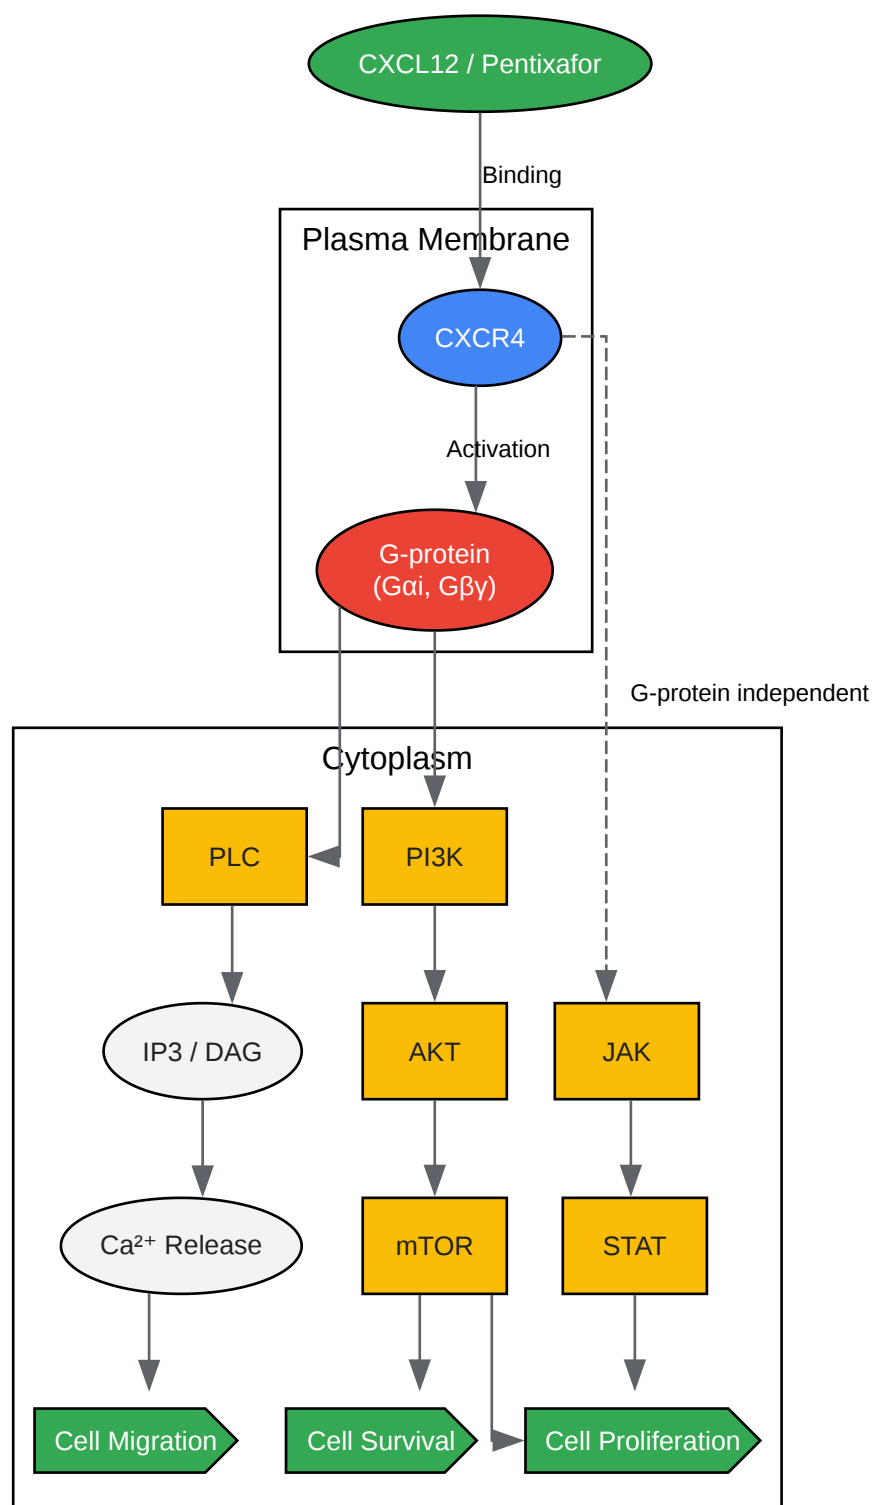 CXCL12 / Pentixafor
Binding
Plasma Membrane
CXCR4
Activation
G-protein
(Gαi, Gβγ)
G-protein independent
Cytoplasm
PLC
PI3K
IP3 / DAG
AKT
JAK
Ca²⁺ Release
mTOR
STAT
Cell Migration
Cell Survival
Cell Proliferation